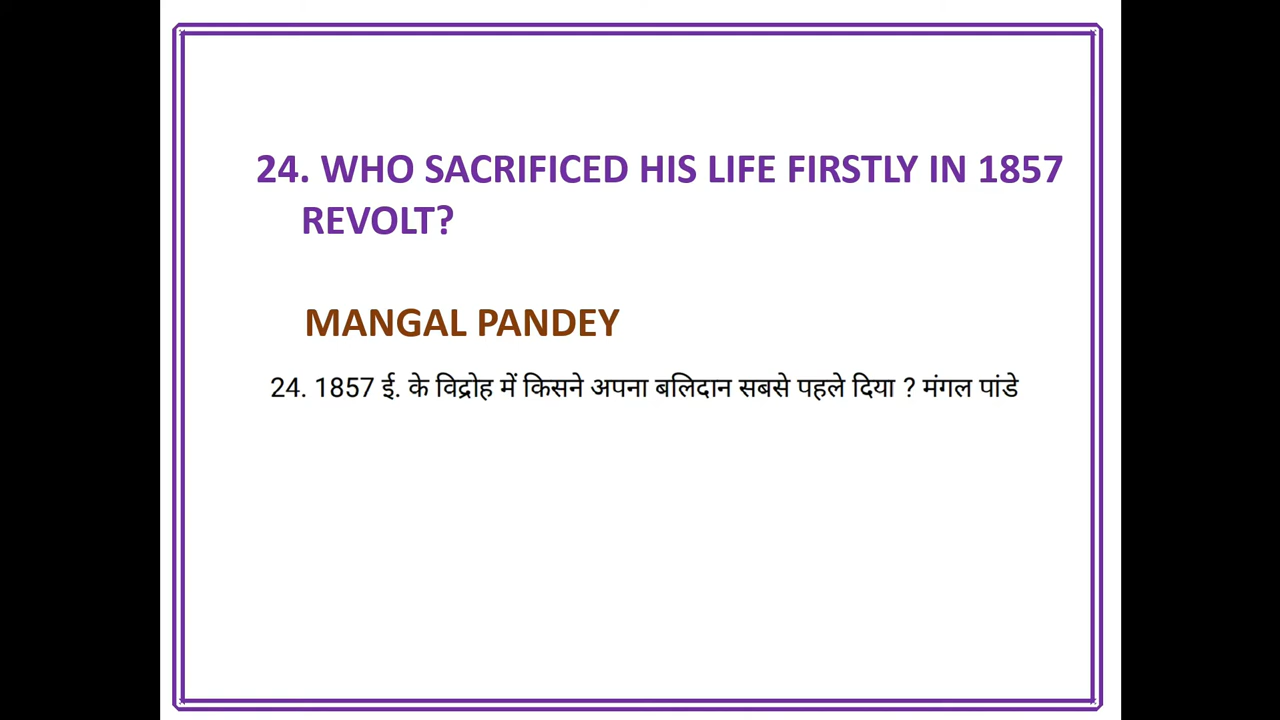 24. WHO SACRIFICED HIS LIFE FIRSTLY IN 1857
REVOLT?
MANGAL PANDEY
24. 1857 ई. के विद्रोह में किसने अपना बलिदान सबसे पहले दिया ? मंगल पांडे